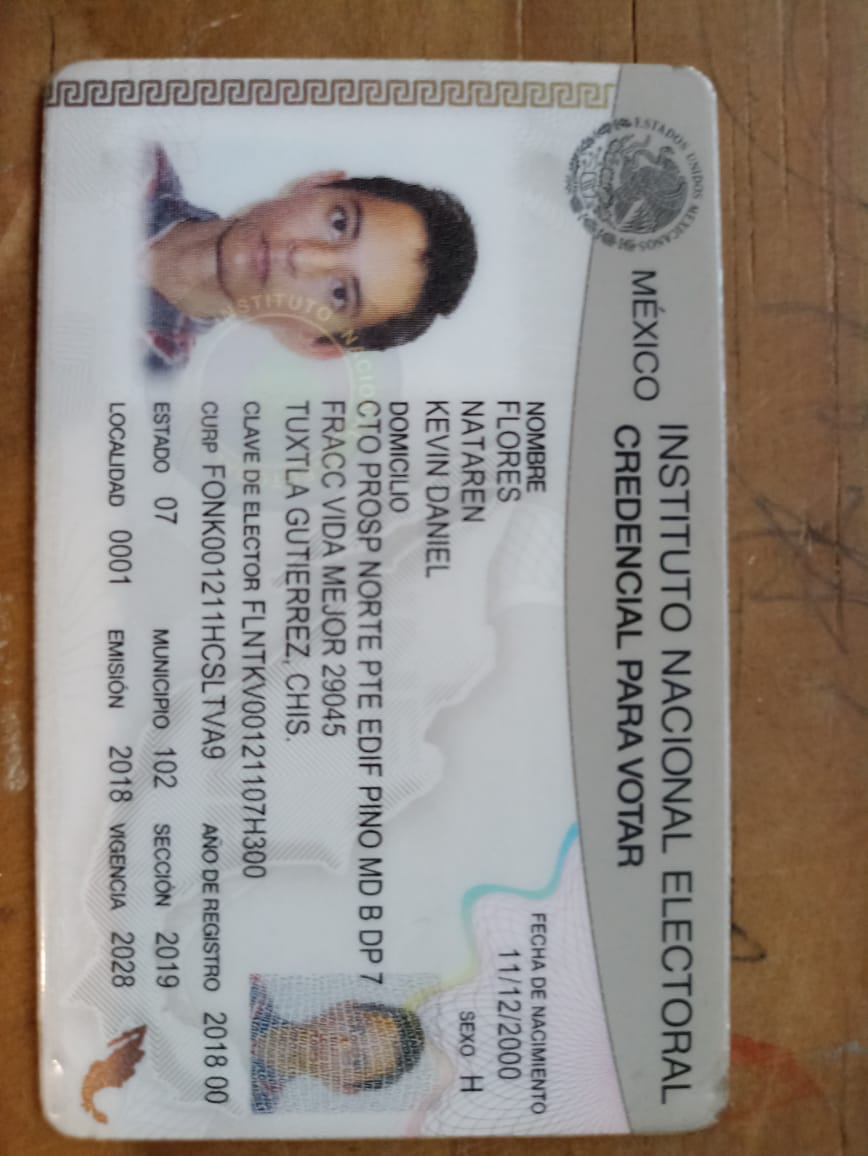 ESTADOS UNIDOS MEXICANOS
MÉXICO
INSTITUTO NACIONAL ELECTORAL
CREDENCIAL PARA VOTAR
NOMBRE
FLORES
NATAREN
KEVIN DANIEL
FECHA DE NACIMIENTO
11/12/2000
SEXO H
DOMICILIO
CTO PROSP NORTE PTE EDIF PINO MD B DP 7
FRACC VIDA MEJOR 29045
TUXTLA GUTIERREZ, CHIS.
CLAVE DE ELECTOR FLNTKV00121107H300
CURP FONK001211HCSLTVA9 AÑO DE REGISTRO 2018 00
ESTADO 07 MUNICIPIO 102 SECCIÓN 2019
LOCALIDAD 0001 EMISIÓN 2018 VIGENCIA 2028
INSTITUTO